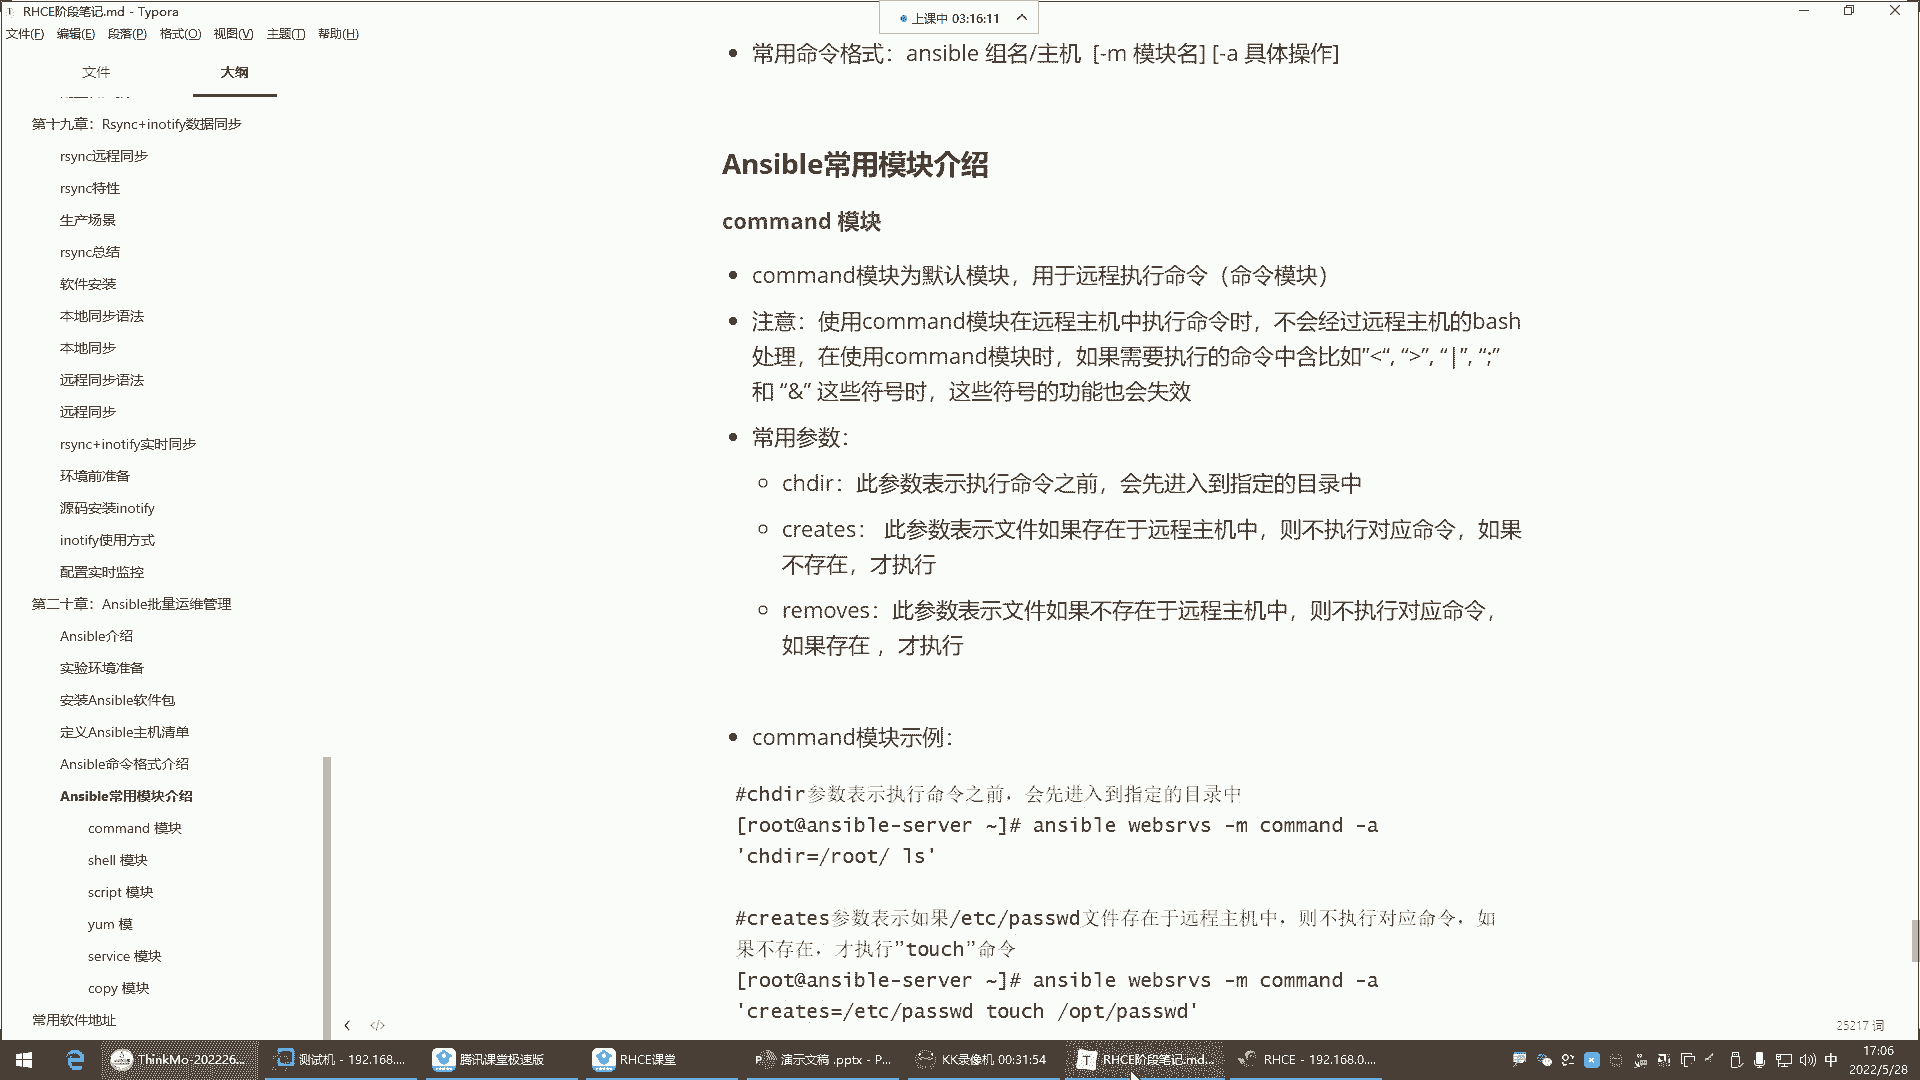 RHCE阶段笔记.md - Typora
上课中 03:16:11
文件(F) 编辑(E) 段落(P) 格式(O) 视图(V) 主题(T) 帮助(H)
文件 大纲
第十九章：Rsync+inotify数据同步
rsync远程同步
rsync特性
生产场景
rsync总结
软件安装
本地同步语法
本地同步
远程同步语法
远程同步
rsync+inotify实时同步
环境前准备
源码安装inotify
inotify使用方式
配置实时监控
第二十章：Ansible批量运维管理
Ansible介绍
实验环境准备
安装Ansible软件包
定义Ansible主机清单
Ansible命令格式介绍
Ansible常用模块介绍
command 模块
shell 模块
script 模块
yum 模
service 模块
copy 模块
常用软件地址
常用命令格式：ansible 组名/主机 [-m 模块名] [-a 具体操作]
Ansible常用模块介绍
command 模块
command模块为默认模块，用于远程执行命令（命令模块）
注意：使用command模块在远程主机中执行命令时，不会经过远程主机的bash
处理，在使用command模块时，如果需要执行的命令中含比如”<“, “>”, “|”, “;”
和 “&” 这些符号时，这些符号的功能也会失效
常用参数：
chdir：此参数表示执行命令之前，会先进入到指定的目录中
creates： 此参数表示文件如果存在于远程主机中，则不执行对应命令，如果
不存在，才执行
removes：此参数表示文件如果不存在于远程主机中，则不执行对应命令，
如果存在 ，才执行
command模块示例：
#chdir参数表示执行命令之前，会先进入到指定的目录中
[root@ansible-server ~]# ansible websrvs -m command -a
'chdir=/root/ ls'
#creates参数表示如果/etc/passwd文件存在于远程主机中，则不执行对应命令，如
果不存在，才执行”touch”命令
[root@ansible-server ~]# ansible websrvs -m command -a
'creates=/etc/passwd touch /opt/passwd'
25217 词
ThinkMo-202226... 测试机 - 192.168.... 腾讯课堂极速版 RHCE课堂 演示文稿 .pptx - P... KK录像机 00:31:54 RHCE阶段笔记.md... RHCE - 192.168.0.... 中 17:06
2022/5/28